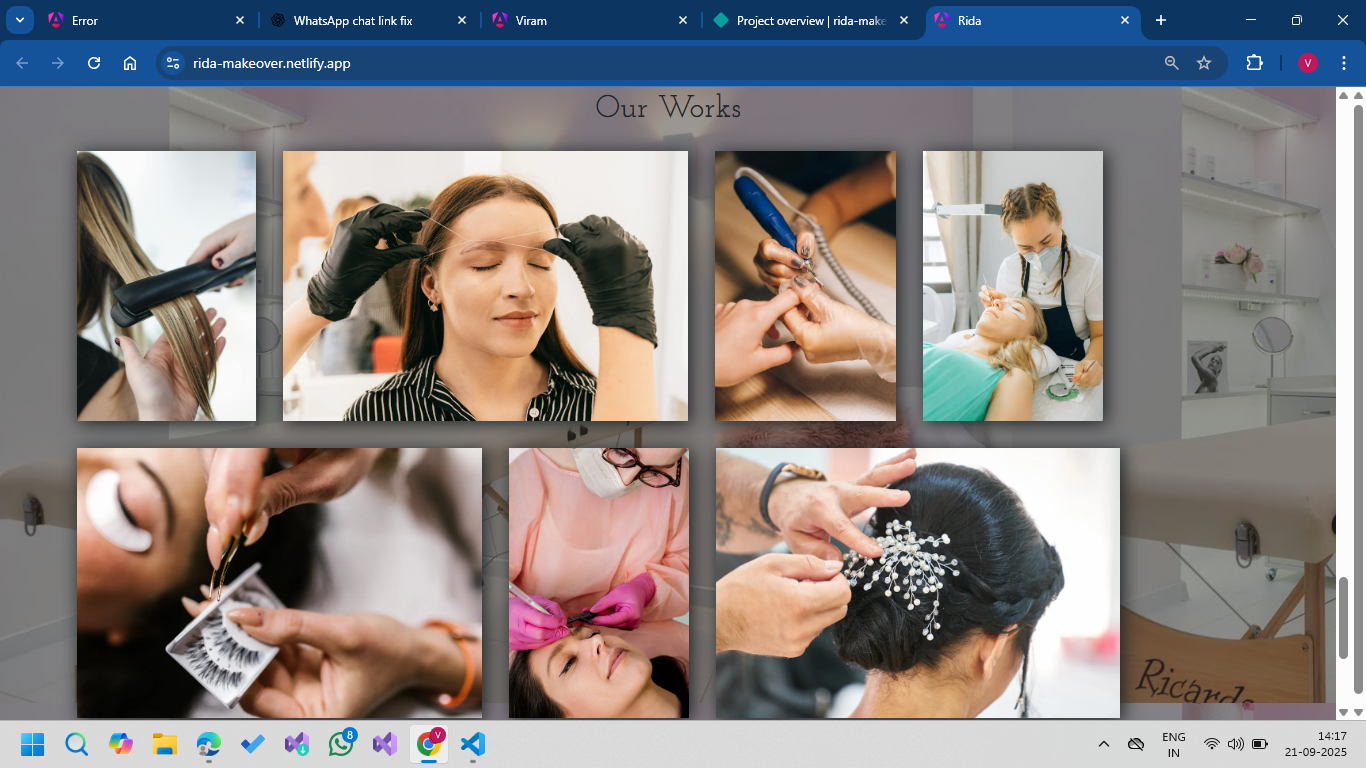 Error
WhatsApp chat link fix
Viram
Project overview | rida-make
Rida
rida-makeover.netlify.app
V
Our Works
Ricardo
8
V
ENG
IN
14:17
21-09-2025